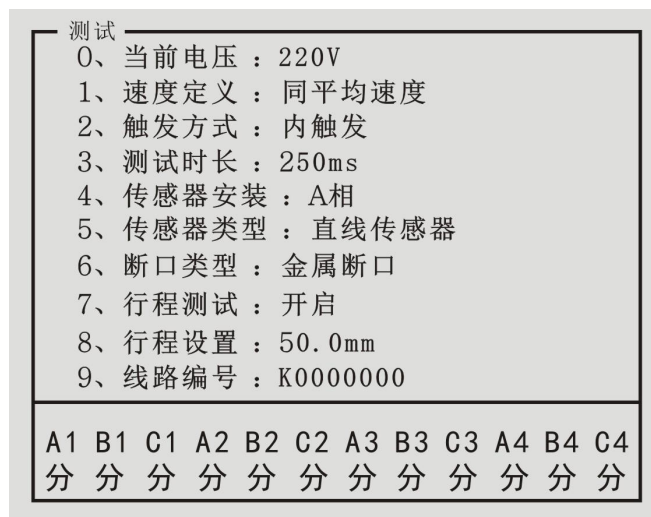 测试
0、当前电压：220V
1、速度定义：同平均速度
2、触发方式：内触发
3、测试时长：250ms
4、传感器安装：A相
5、传感器类型：直线传感器
6、断口类型：金属断口
7、行程测试：开启
8、行程设置：50.0mm
9、线路编号：K0000000
A1 B1 C1 A2 B2 C2 A3 B3 C3 A4 B4 C4
分 分 分 分 分 分 分 分 分 分 分 分